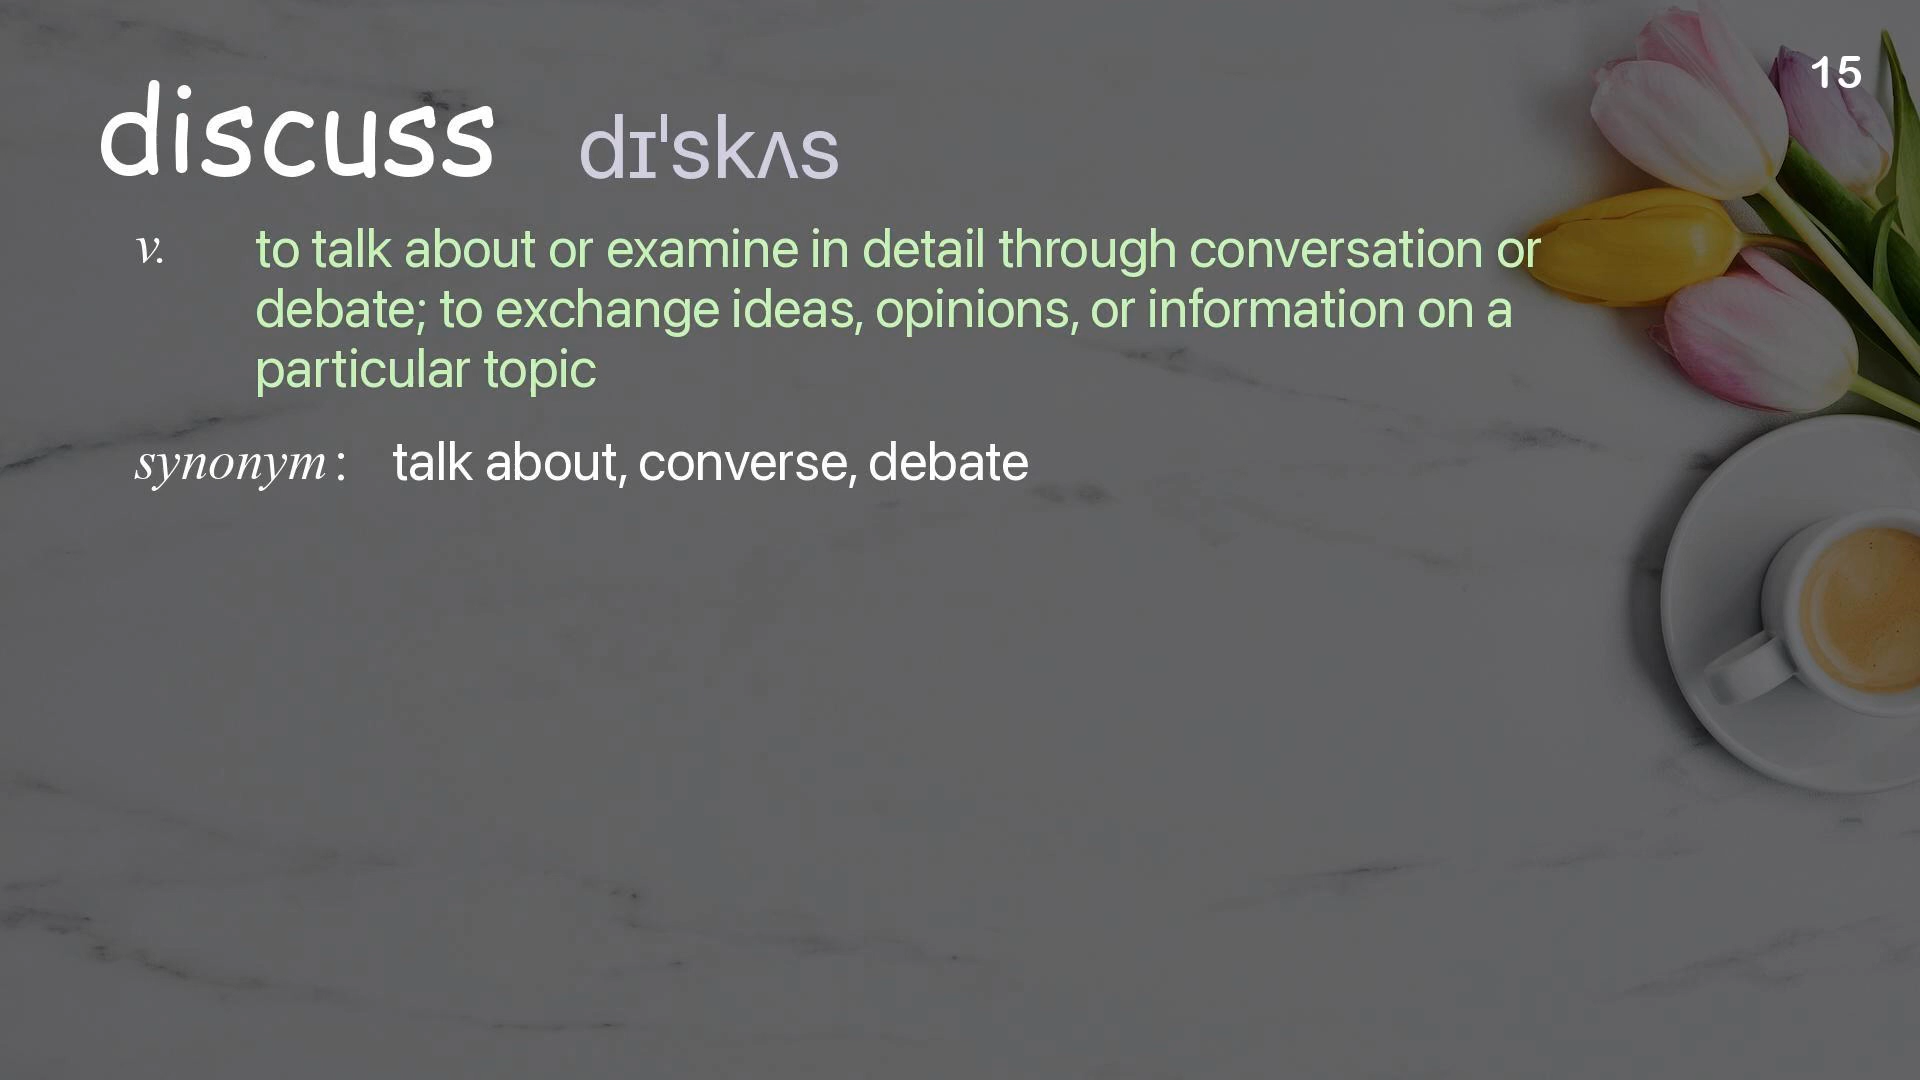 15
discuss dɪˈskʌs
v. to talk about or examine in detail through conversation or
debate; to exchange ideas, opinions, or information on a
particular topic
synonym : talk about, converse, debate